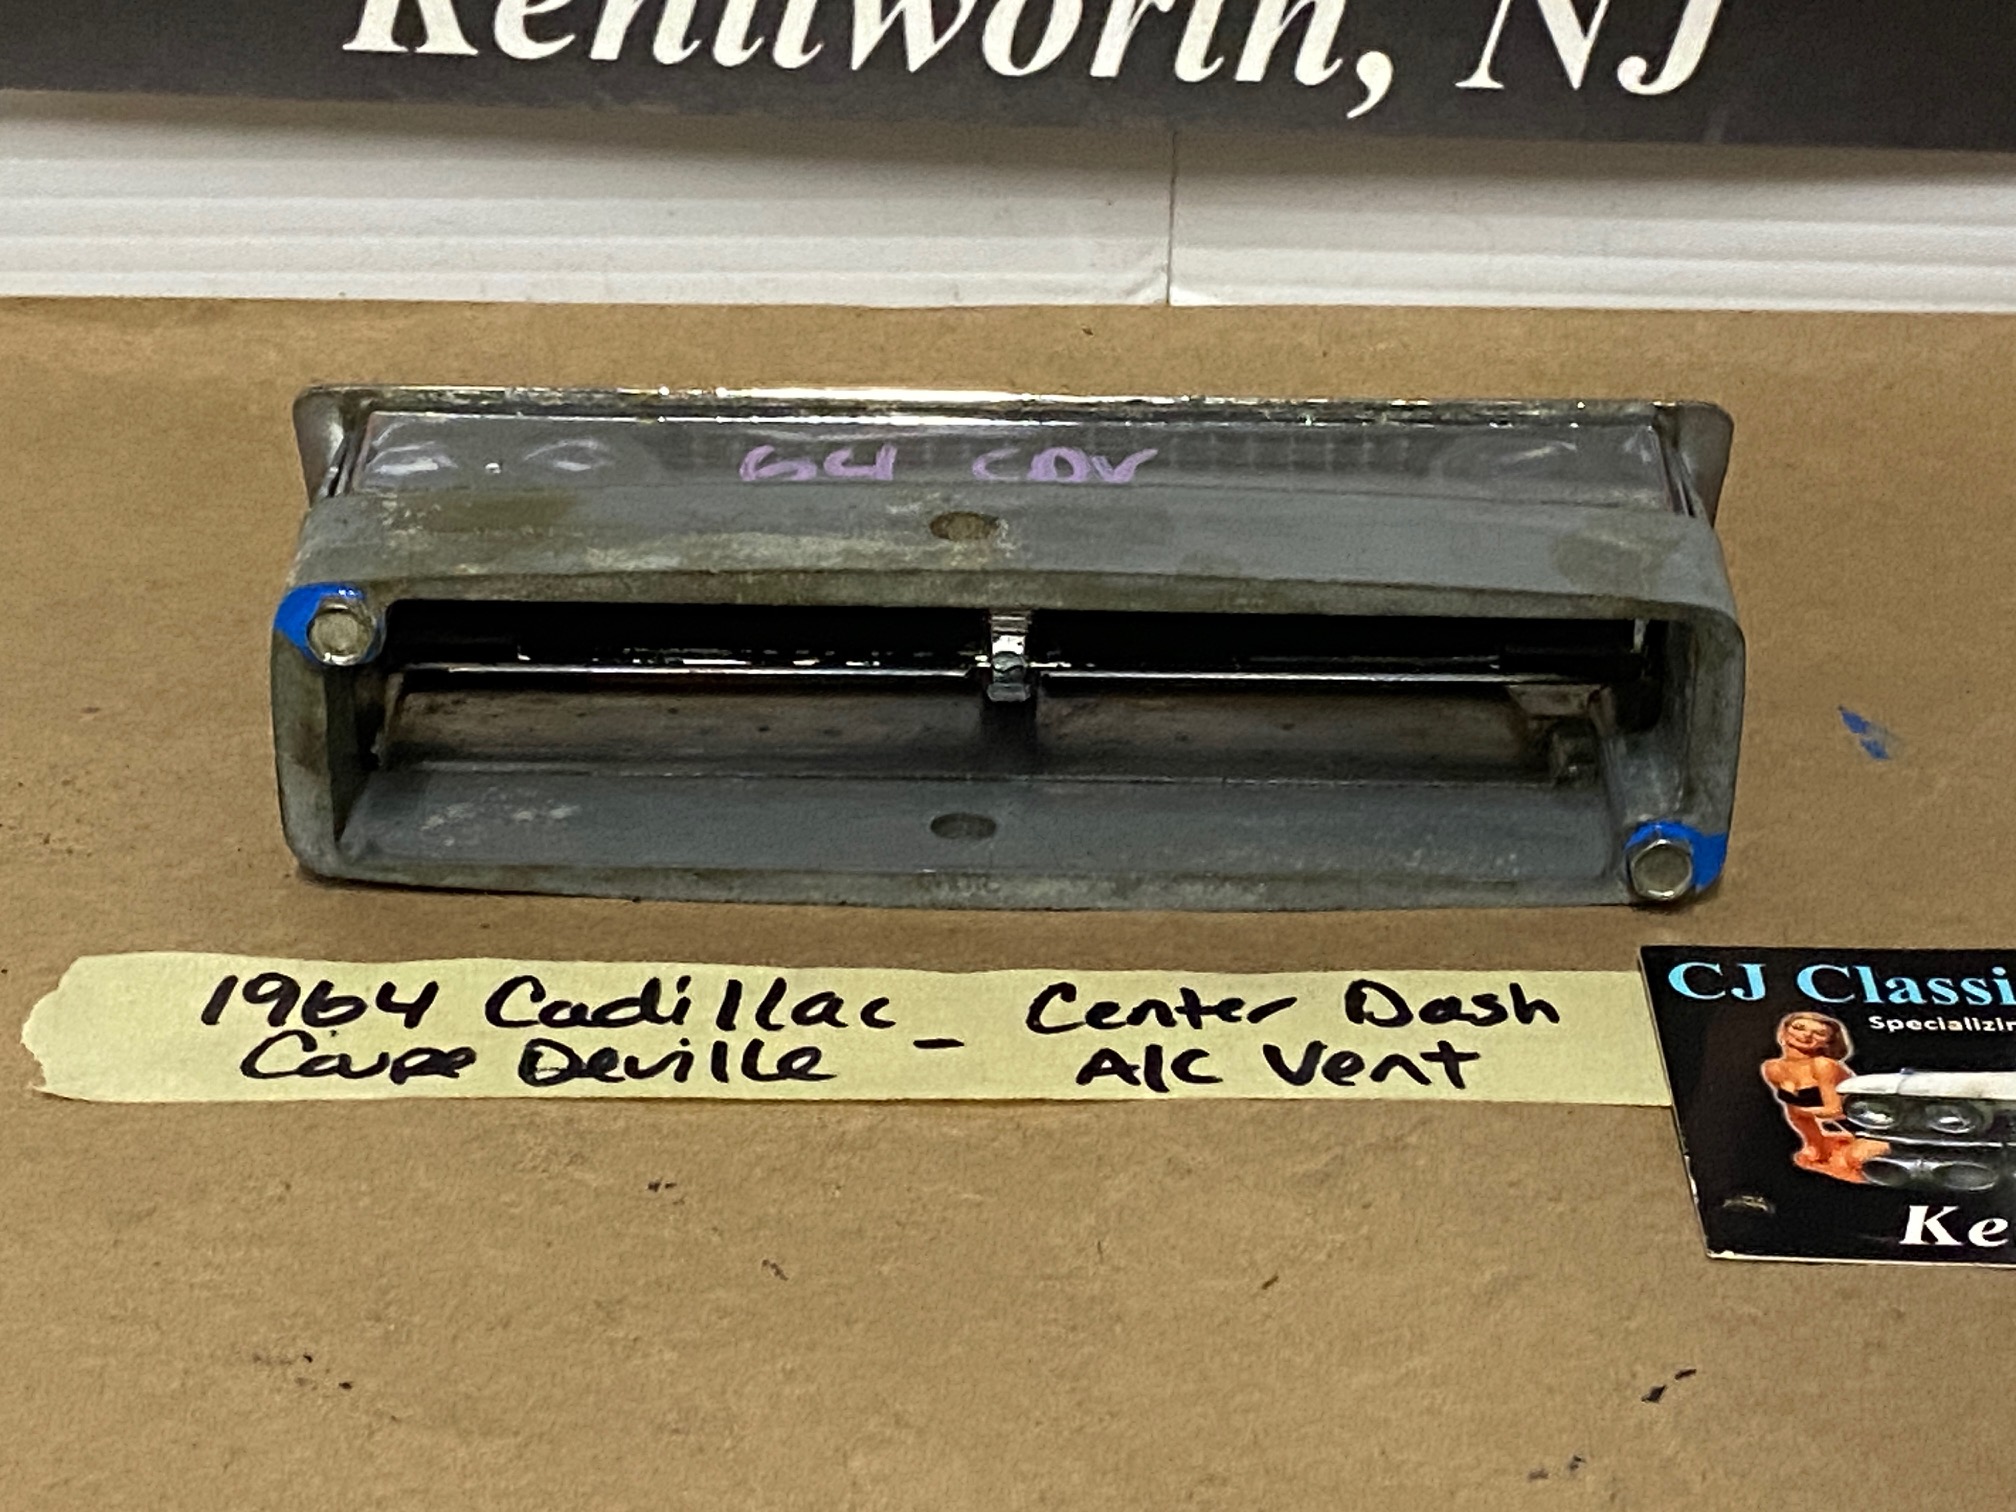 Kenilworth, NJ
64 CDV
1964 Cadillac - Center Dash
Coupe Deville A/C Vent
CJ Classi
Specializin
Ke